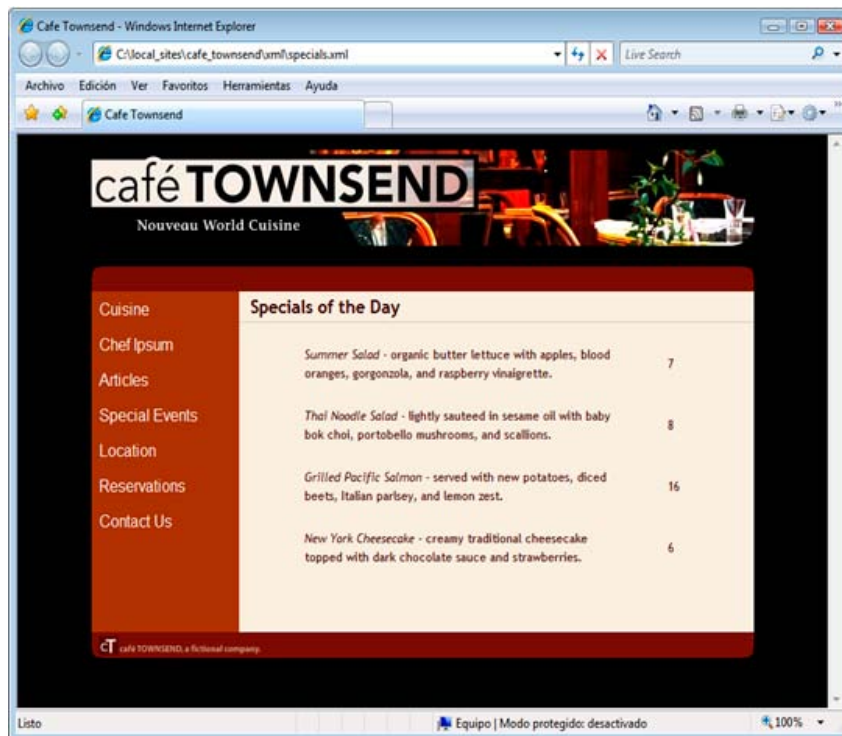 Cafe Townsend - Windows Internet Explorer
C:\local_sites\cafe_townsend\xml\specials.xml
Live Search
Archivo Edición Ver Favoritos Herramientas Ayuda
Cafe Townsend
café TOWNSEND
Nouveau World Cuisine
Cuisine
Chef Ipsum
Articles
Special Events
Location
Reservations
Contact Us
Specials of the Day
Summer Salad - organic butter lettuce with apples, blood
oranges, gorgonzola, and raspberry vinaigrette.
7
Thai Noodle Salad - lightly sauteed in sesame oil with baby
bok choi, portobello mushrooms, and scallions.
8
Grilled Pacific Salmon - served with new potatoes, diced
beets, Italian parlsey, and lemon zest.
16
New York Cheesecake - creamy traditional cheesecake
topped with dark chocolate sauce and strawberries.
6
cT café TOWNSEND, a fictional company.
Listo
Equipo | Modo protegido: desactivado
100%